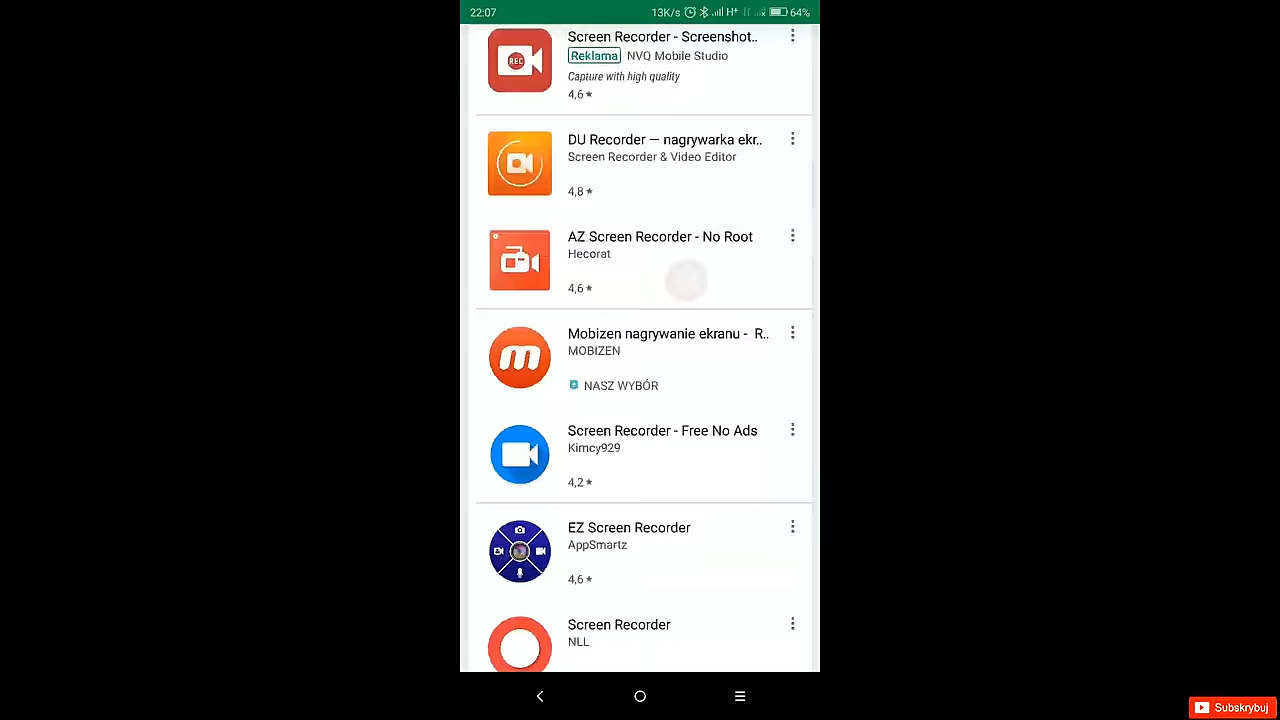 22:07 13K/s H+ 64%
Screen Recorder - Screenshot..
Reklama NVQ Mobile Studio
Capture with high quality
4,6 ★
REC
DU Recorder — nagrywarka ekr..
Screen Recorder & Video Editor
4,8 ★
AZ Screen Recorder - No Root
Hecorat
4,6 ★
Mobizen nagrywanie ekranu - R..
MOBIZEN
NASZ WYBÓR
m
Screen Recorder - Free No Ads
Kimcy929
4,2 ★
EZ Screen Recorder
AppSmartz
4,6 ★
Screen Recorder
NLL
Subskrybuj